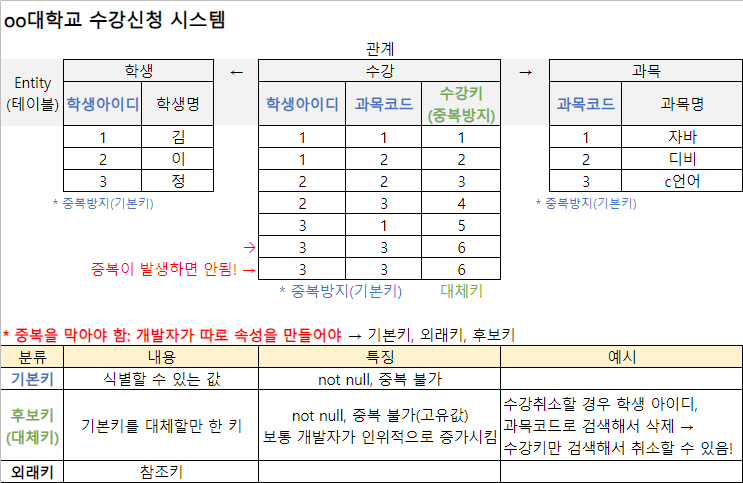 oo대학교 수강신청 시스템
관계
Entity
(테이블)
학생 ← 수강 → 과목
학생아이디 학생명 학생아이디 과목코드 수강키
(중복방지) 과목코드 과목명
1 김 1 1 1 1 자바
2 이 1 2 2 2 디비
3 정 2 2 3 3 c언어
* 중복방지(기본키) 2 3 4 * 중복방지(기본키)
3 1 5
→ 3 3 6
중복이 발생하면 안됨! → 3 3 6
* 중복방지(기본키) 대체키
* 중복을 막아야 함: 개발자가 따로 속성을 만들어야 → 기본키, 외래키, 후보키
분류 내용 특징 예시
기본키 식별할 수 있는 값 not null, 중복 불가
후보키
(대체키)
기본키를 대체할만 한 키
not null, 중복 불가(고유값)
보통 개발자가 인위적으로 증가시킴
수강취소할 경우 학생 아이디,
과목코드로 검색해서 삭제 →
수강키만 검색해서 취소할 수 있음!
외래키 참조키